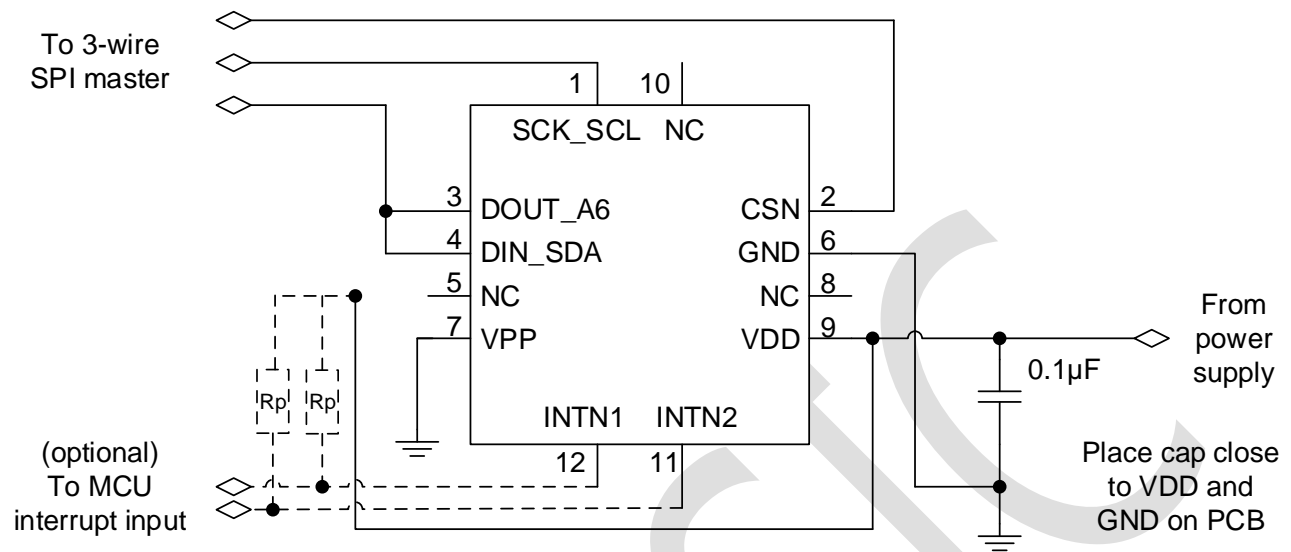 To 3-wire
SPI master
1
10
SCK_SCL
NC
3
DOUT_A6
CSN
2
4
DIN_SDA
GND
6
5
NC
NC
8
7
VPP
VDD
9
From
power
supply
0.1µF
Rp
Rp
INTN1
INTN2
12
11
(optional)
To MCU
interrupt input
Place cap close
to VDD and
GND on PCB